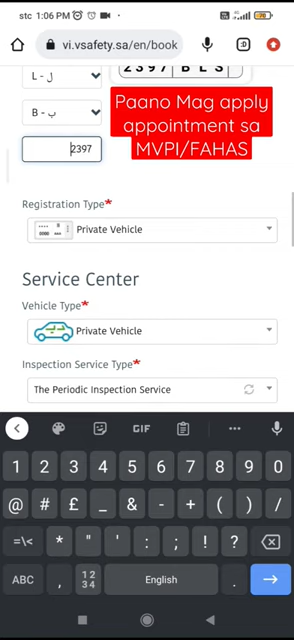 stc 1:06 PM
70
vi.vsafety.sa/en/book
:D
2397 B L S
L - ل
B - ب
2397
Paano Mag apply
appointment sa
MVPI/FAHAS
Registration Type*
Private Vehicle
Service Center
Vehicle Type*
Private Vehicle
Inspection Service Type*
The Periodic Inspection Service
GIF
1 2 3 4 5 6 7 8 9 0
@ # £ _ & - + ( ) /
=\< * " ' : ; ! ?
ABC , 12 34 English .